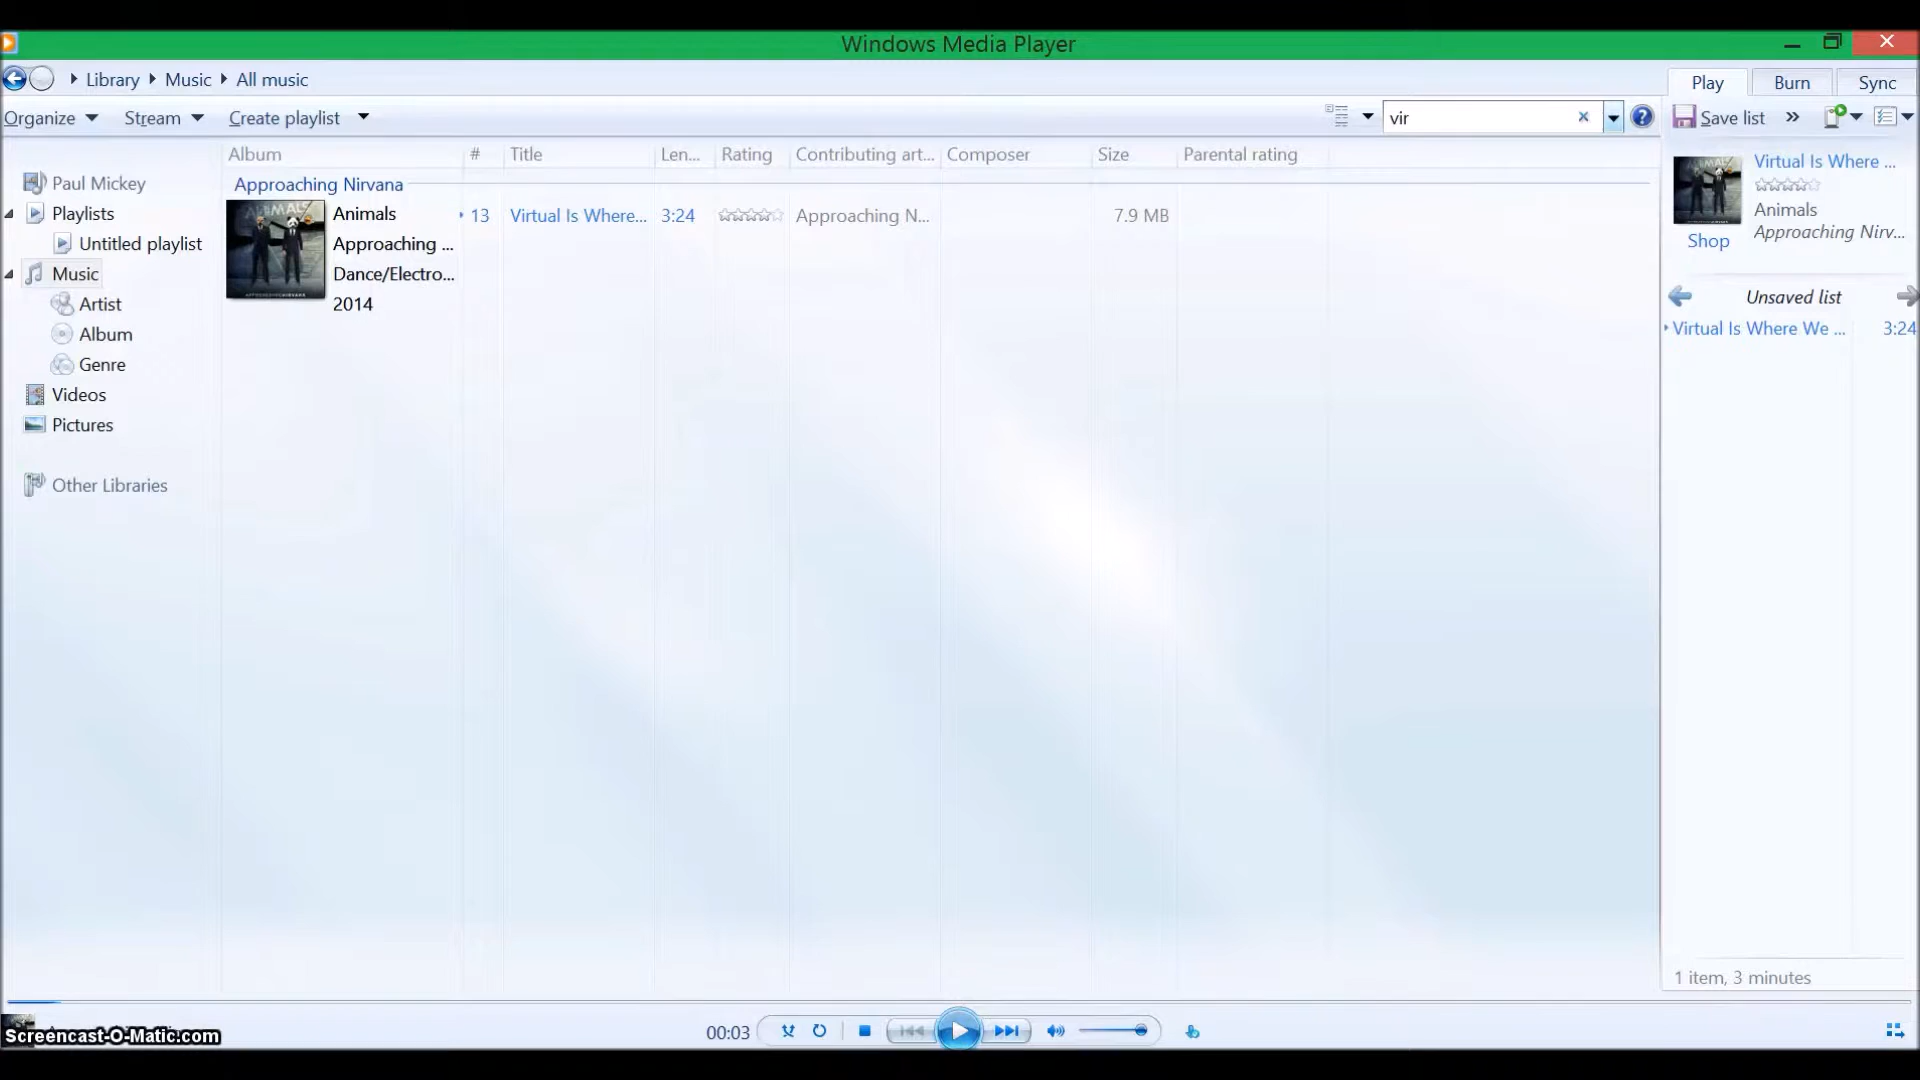 Windows Media Player
Library Music All music
Play Burn Sync
Organize Stream Create playlist
vir
Save list
Album # Title Len... Rating Contributing art... Composer Size Parental rating
Paul Mickey
Playlists
Untitled playlist
Music
Artist
Album
Genre
Videos
Pictures
Other Libraries
Approaching Nirvana
Animals
Approaching ...
Dance/Electro...
2014
13 Virtual Is Where... 3:24 Approaching N... 7.9 MB
ANIMALS
Virtual Is Where ...
Animals
Approaching Nirv...
Shop
Unsaved list
Virtual Is Where We ... 3:24
1 item, 3 minutes
Screencast-O-Matic.com
00:03